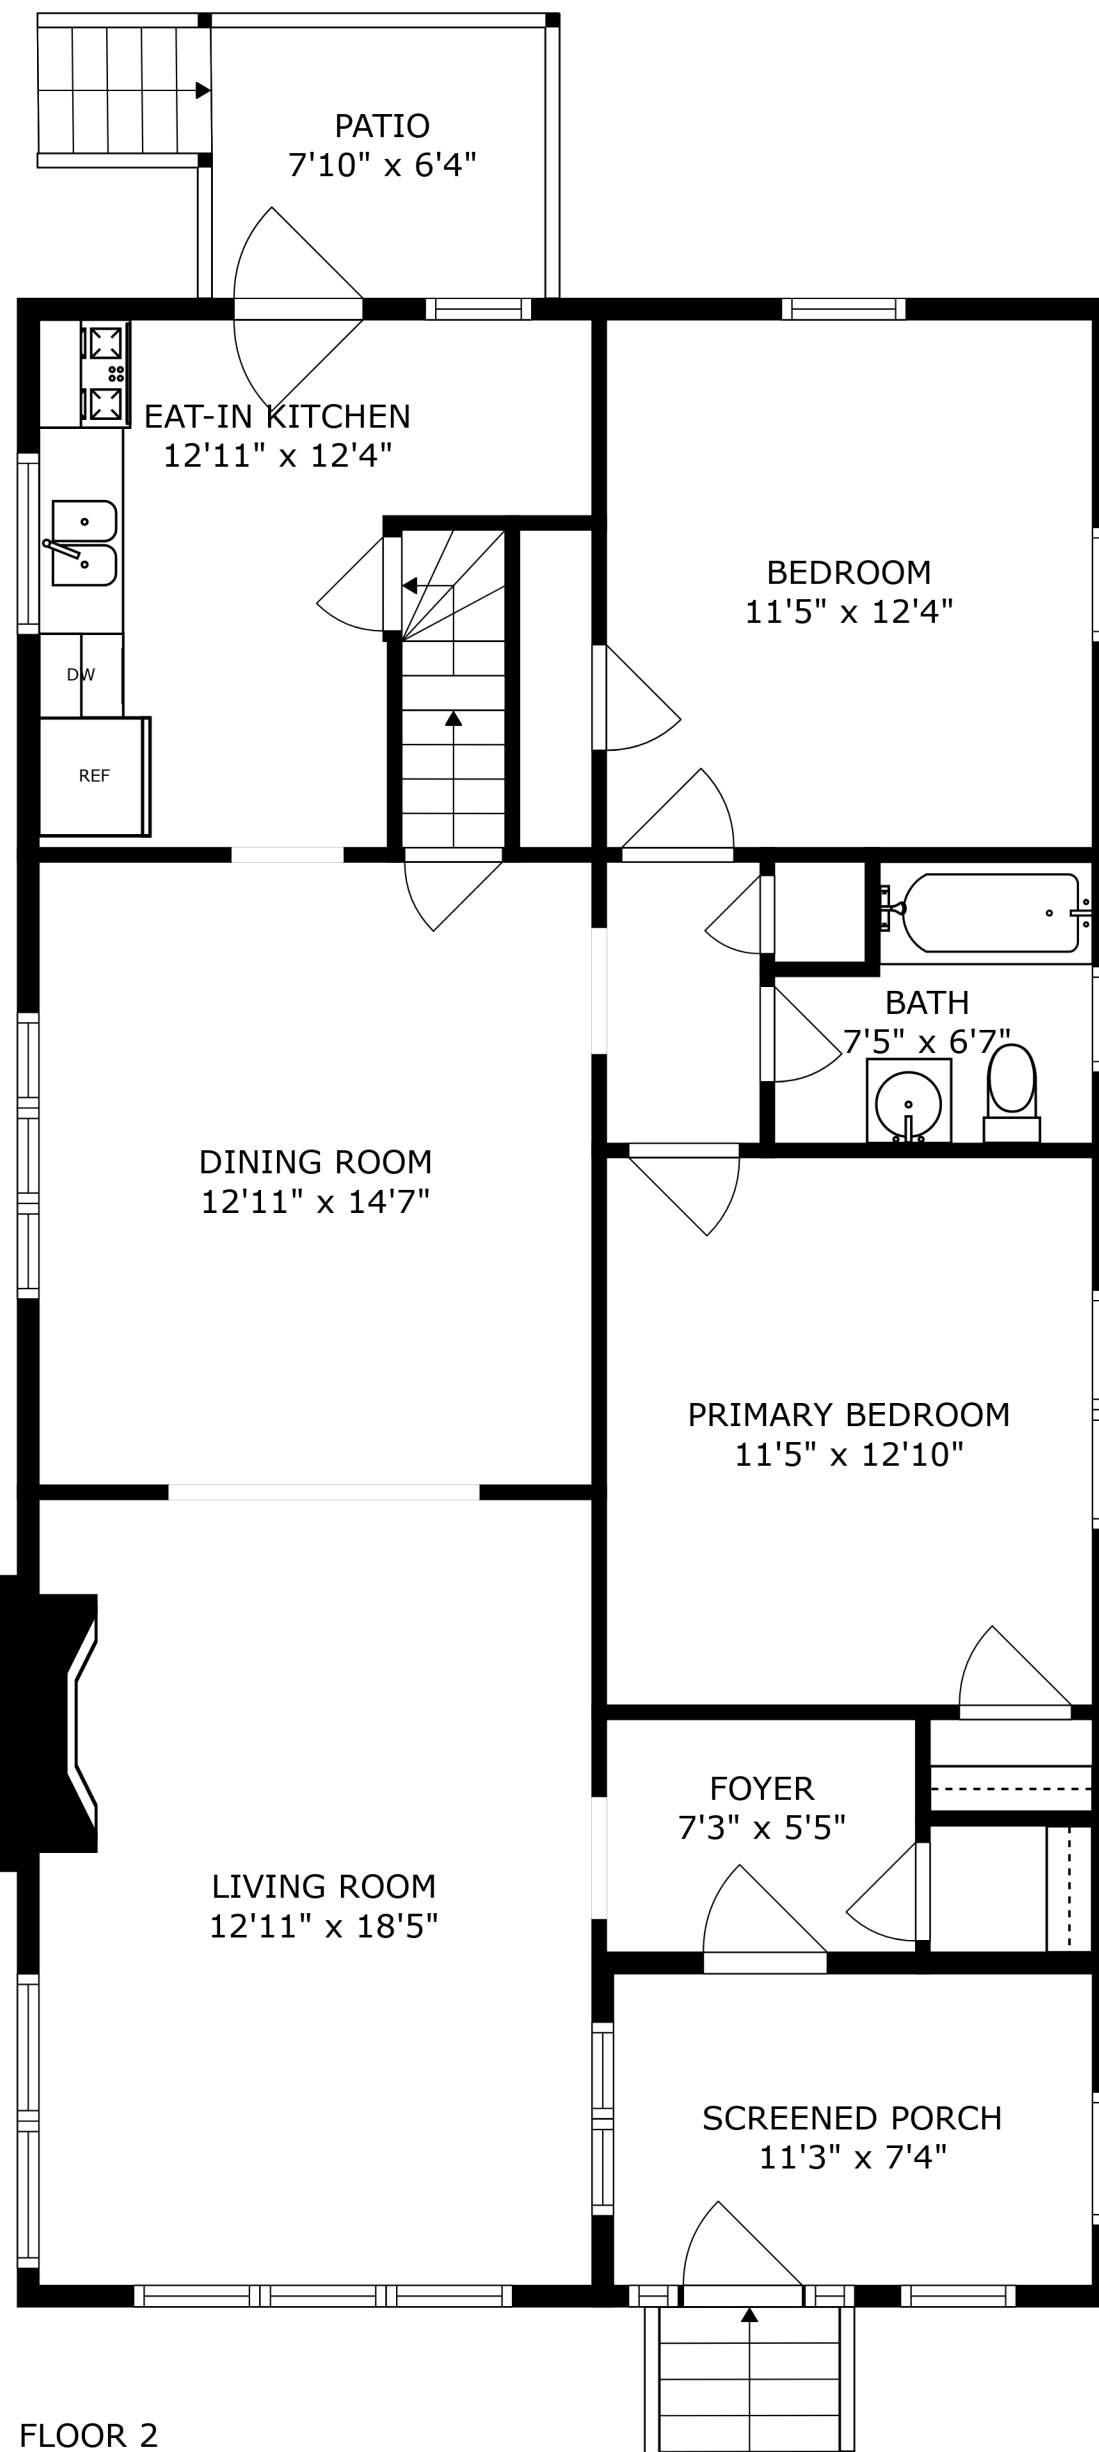 PATIO
7'10" x 6'4"
EAT-IN KITCHEN
12'11" x 12'4"
BEDROOM
11'5" x 12'4"
DW
REF
BATH
7'5" x 6'7"
DINING ROOM
12'11" x 14'7"
PRIMARY BEDROOM
11'5" x 12'10"
FOYER
7'3" x 5'5"
LIVING ROOM
12'11" x 18'5"
SCREENED PORCH
11'3" x 7'4"
FLOOR 2